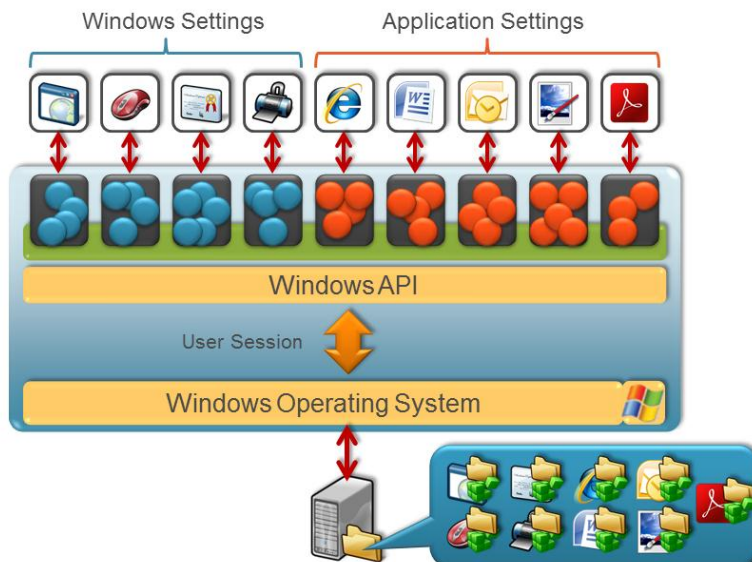 Windows Settings
Application Settings
Windows API
User Session
Windows Operating System